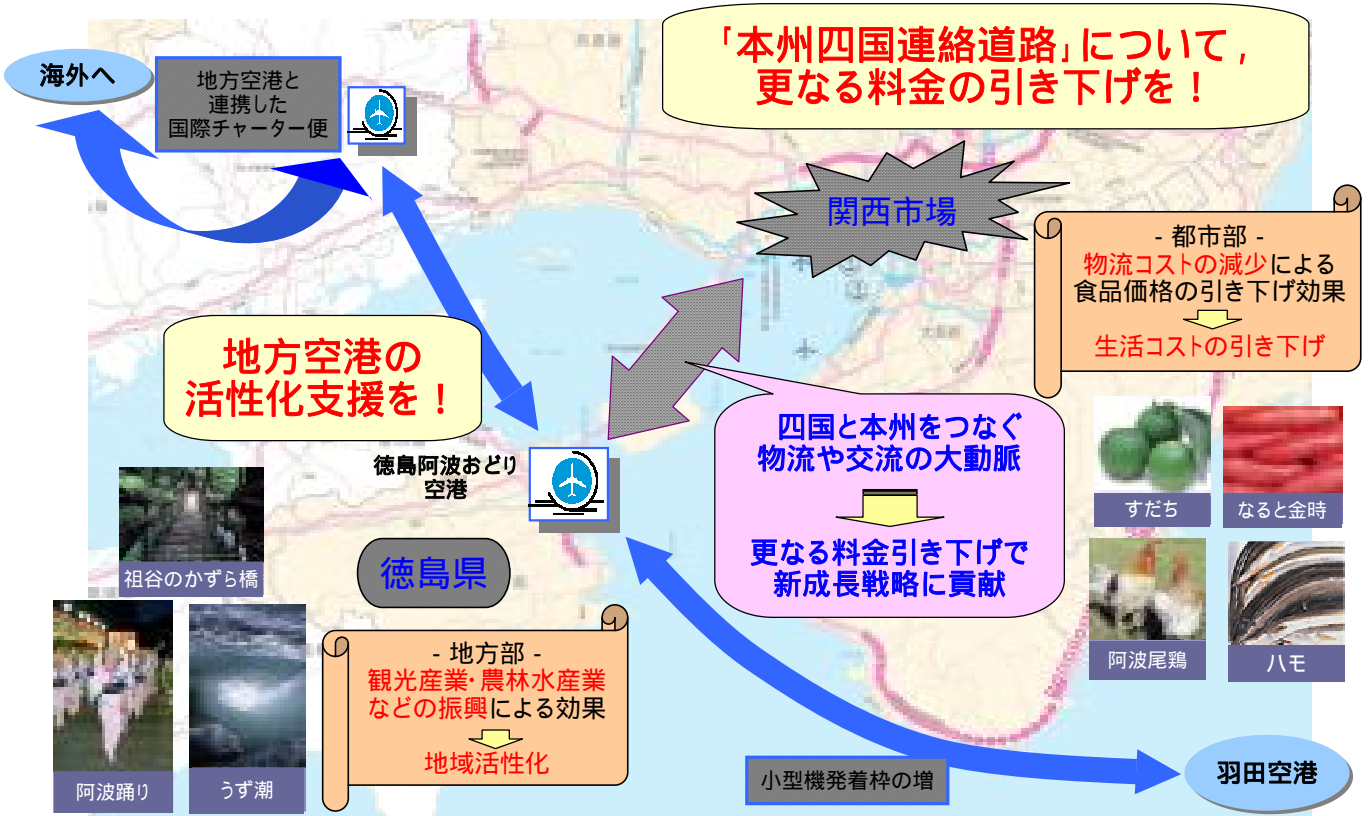 「本州四国連絡道路」について，
更なる料金の引き下げを！
海外へ
地方空港と
連携した
国際チャーター便
関西市場
- 都市部 -
物流コストの減少による
食品価格の引き下げ効果
生活コストの引き下げ
地方空港の
活性化支援を！
四国と本州をつなぐ
物流や交流の大動脈
更なる料金引き下げで
新成長戦略に貢献
徳島阿波おどり
空港
すだち
なると金時
阿波尾鶏
ハモ
祖谷のかずら橋
徳島県
阿波踊り
うず潮
- 地方部 -
観光産業・農林水産業
などの振興による効果
地域活性化
小型機発着枠の増
羽田空港